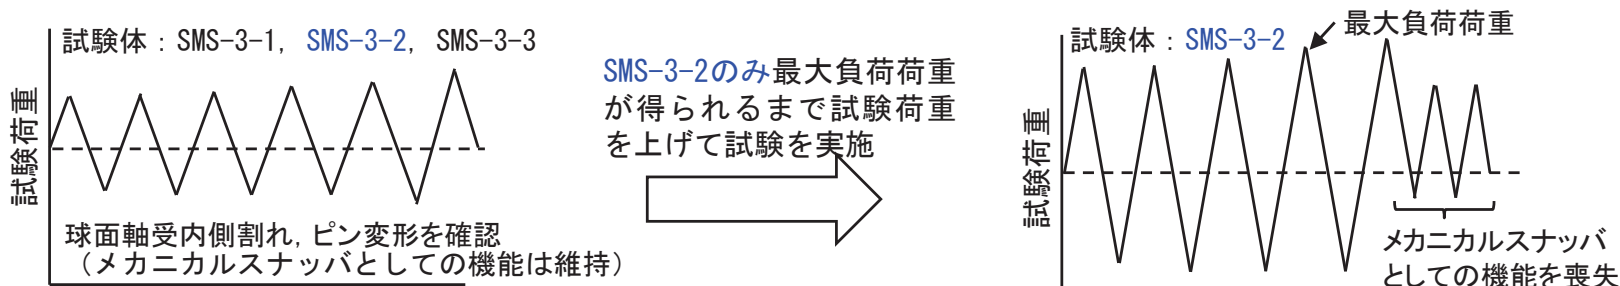 試験体：SMS-3-1, SMS-3-2, SMS-3-3
試験荷重
球面軸受内側割れ, ピン変形を確認
（メカニカルスナッバとしての機能は維持）
SMS-3-2のみ最大負荷荷重
が得られるまで試験荷重
を上げて試験を実施
試験体：SMS-3-2
最大負荷荷重
試験荷重
メカニカルスナッバ
としての機能を喪失